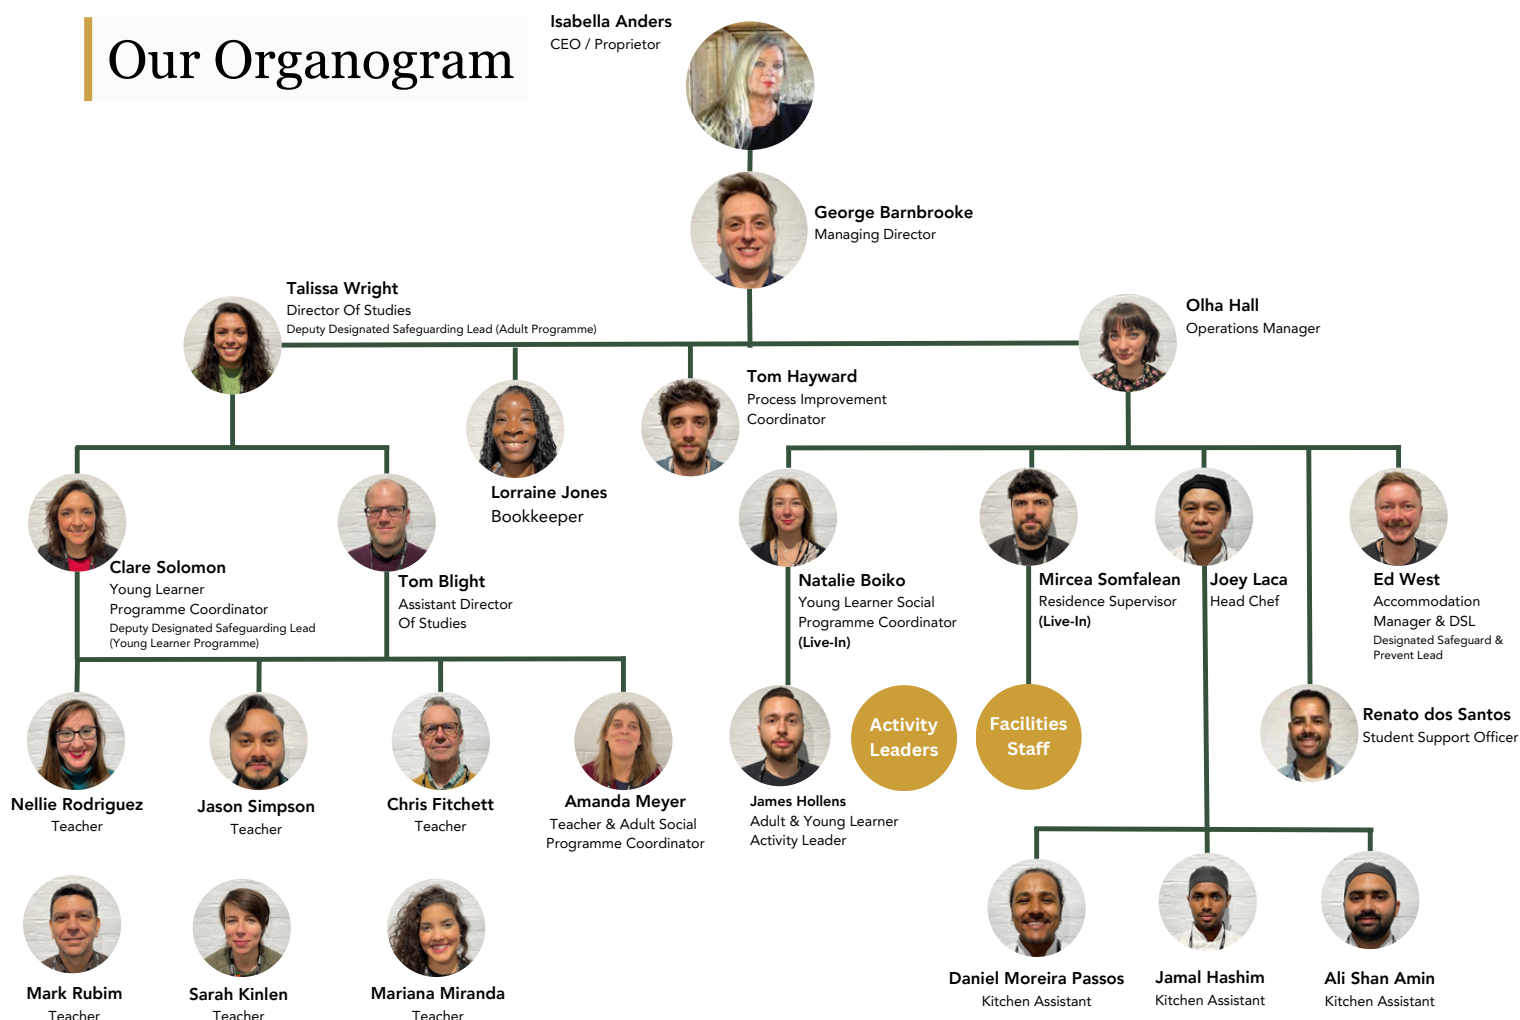 Our Organogram
Isabella Anders
CEO / Proprietor
George Barnbrooke
Managing Director
Talissa Wright
Director Of Studies
Deputy Designated Safeguarding Lead (Adult Programme)
Olha Hall
Operations Manager
Lorraine Jones
Bookkeeper
Tom Hayward
Process Improvement
Coordinator
Clare Solomon
Young Learner
Programme Coordinator
Deputy Designated Safeguarding Lead
(Young Learner Programme)
Tom Blight
Assistant Director
Of Studies
Natalie Boiko
Young Learner Social
Programme Coordinator
(Live-In)
Mircea Somfalean
Residence Supervisor
(Live-In)
Joey Laca
Head Chef
Ed West
Accommodation
Manager & DSL
Designated Safeguard &
Prevent Lead
Nellie Rodriguez
Teacher
Jason Simpson
Teacher
Chris Fitchett
Teacher
Amanda Meyer
Teacher & Adult Social
Programme Coordinator
James Hollens
Adult & Young Learner
Activity Leader
Activity
Leaders
Facilities
Staff
Renato dos Santos
Student Support Officer
Mark Rubim
Teacher
Sarah Kinlen
Teacher
Mariana Miranda
Teacher
Daniel Moreira Passos
Kitchen Assistant
Jamal Hashim
Kitchen Assistant
Ali Shan Amin
Kitchen Assistant